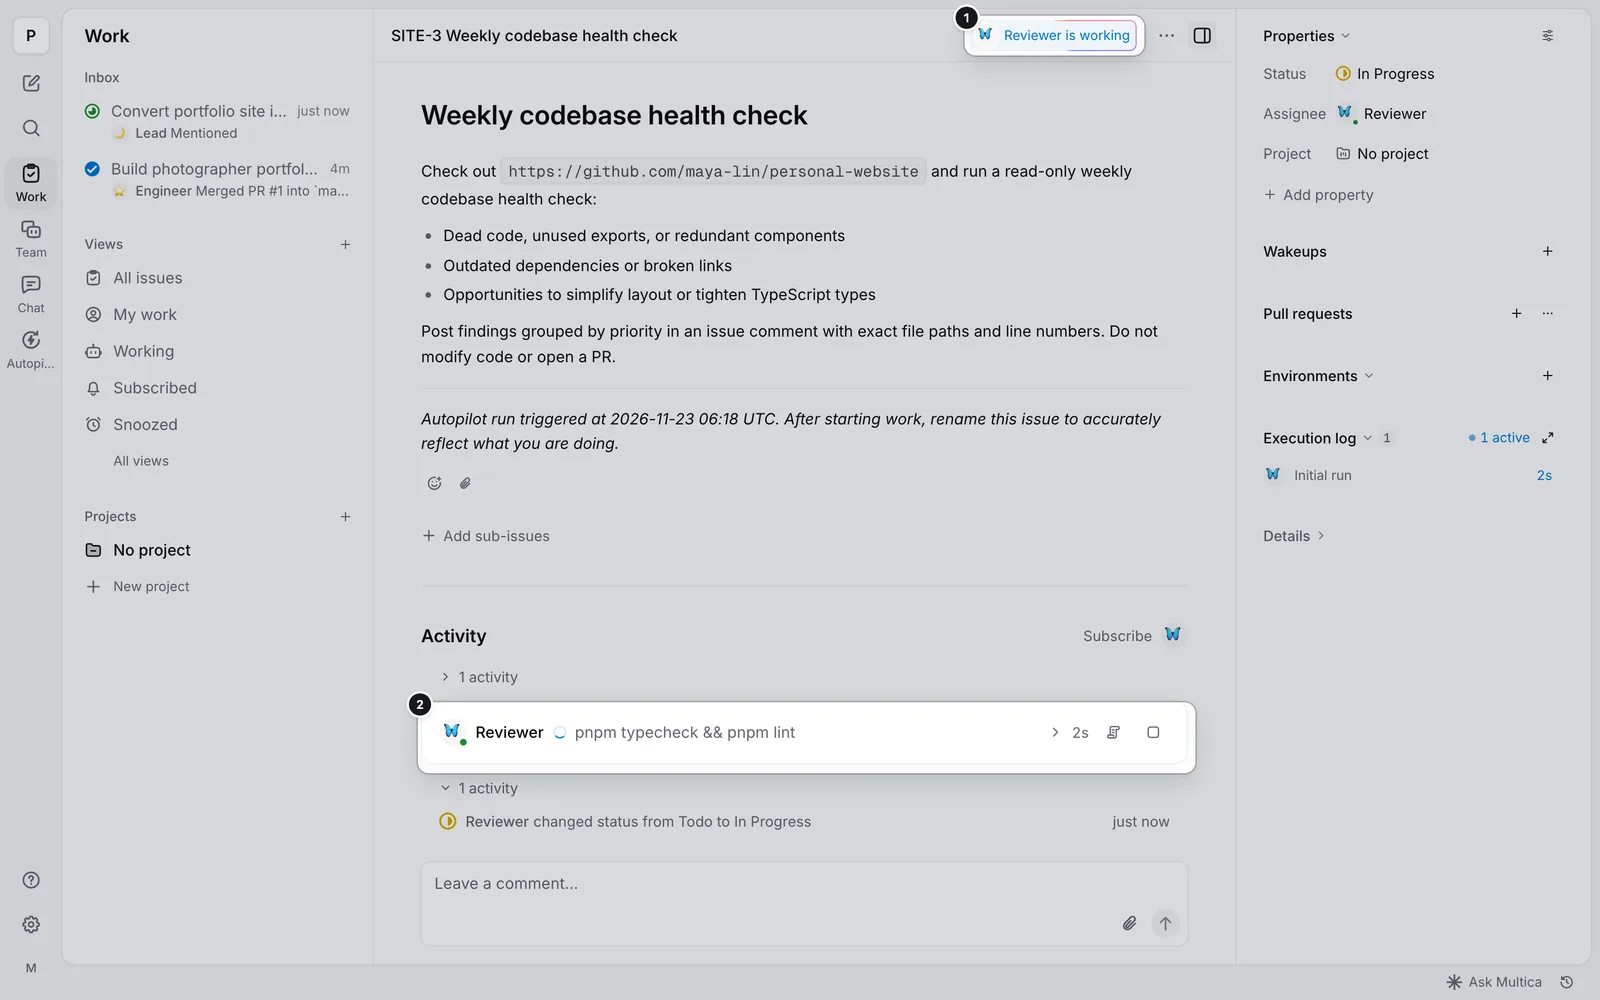 P
Work
Team
Chat
Autopi...
M
Work
Inbox
Convert portfolio site i... just now
Lead Mentioned
Build photographer portfol... 4m
Engineer Merged PR #1 into `ma...
Views
All issues
My work
Working
Subscribed
Snoozed
All views
Projects
No project
New project
SITE-3 Weekly codebase health check
1
Reviewer is working
Weekly codebase health check
Check out https://github.com/maya-lin/personal-website and run a read-only weekly
codebase health check:
• Dead code, unused exports, or redundant components
• Outdated dependencies or broken links
• Opportunities to simplify layout or tighten TypeScript types
Post findings grouped by priority in an issue comment with exact file paths and line numbers. Do not
modify code or open a PR.
Autopilot run triggered at 2026-11-23 06:18 UTC. After starting work, rename this issue to accurately
reflect what you are doing.
Add sub-issues
Activity
Subscribe
1 activity
2
Reviewer pnpm typecheck && pnpm lint 2s
1 activity
Reviewer changed status from Todo to In Progress just now
Leave a comment...
Properties
Status In Progress
Assignee Reviewer
Project No project
Add property
Wakeups
Pull requests
Environments
Execution log 1 1 active
Initial run 2s
Details
Ask Multica